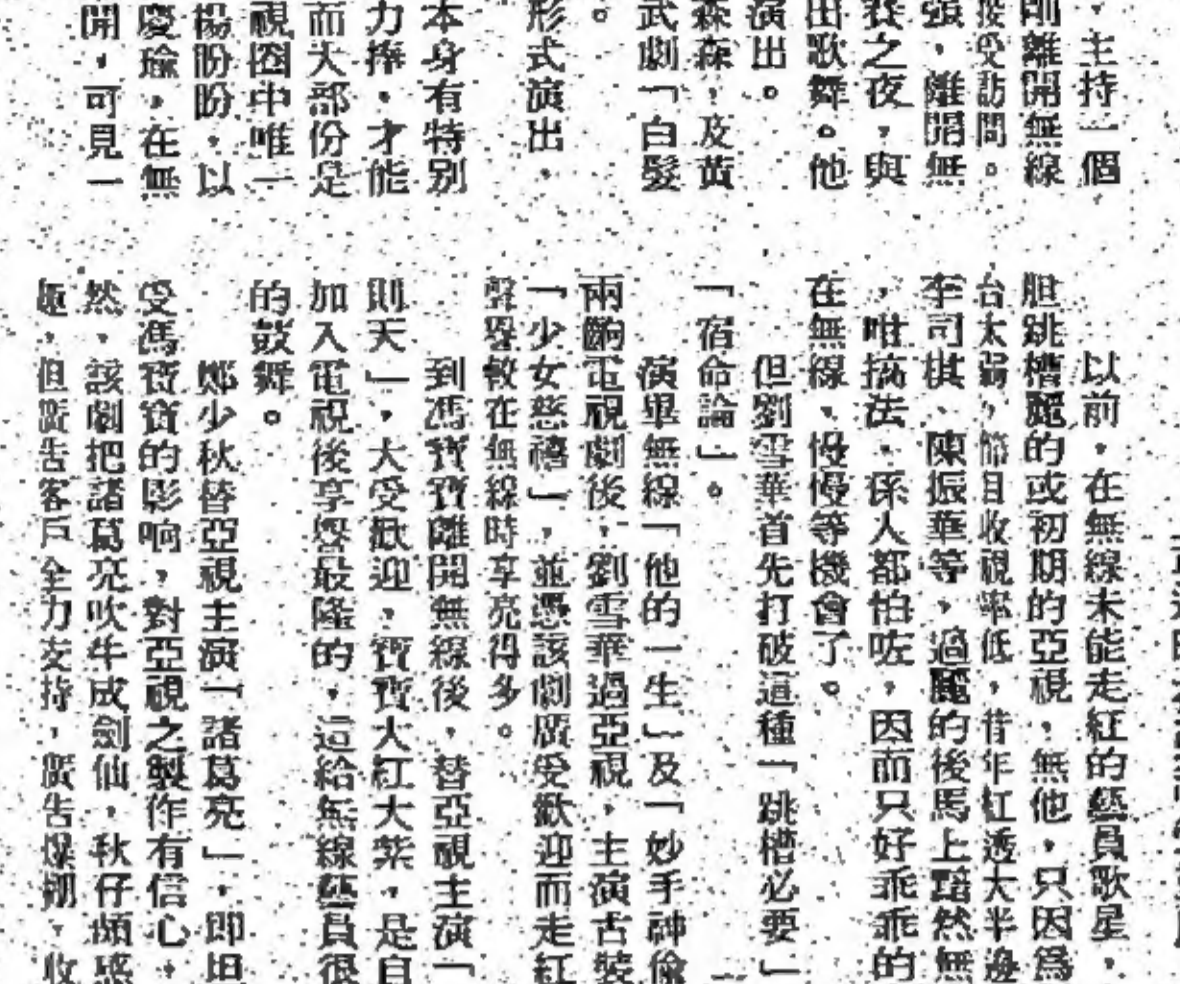 ，主持一個
即離開無線
接受訪問。
強，離開無
賽之夜，與
出歌舞。他
演出。
森森，及黃
武劇「白髮
。
形式演出，
本身有特別
力捧，才能
而大部份是
視圈中唯一
楊盼盼，以
慶瑜，在無
開，可見一
以前，在無線未能走紅的藝員歌星，
胆跳槽麗的或初期的亞視，無他，只因為
台太弱，節目收視率低，昔年紅透大半邊
李司棋、陳振華等，過麗的後馬上黯然無
，唯搞法，係人都怕咗，因而只好乖乖的
在無線，慢慢等機會了。
但劉雪華首先打破這種「跳槽必要」
「宿命論」。
演畢無線「他的一生」及「妙手神偷
兩齣電視劇後，劉雪華過亞視，主演古裝
「少女慈禧」，並憑該劇廣受歡迎而走紅
聲譽較在無線時享亮得多。
到馮寶寶離開無線後，替亞視主演「
則天」，大受歡迎，寶寶大紅大紫，是自
加入電視後享譽最隆的，這給無線藝員很
的鼓舞。
鄭少秋替亞視主演「諸葛亮」，即坦
受馮寶寶的影响，對亞視之製作有信心，
然，該劇把諸葛亮吹牛成劍仙，秋仔頗感
，但廣告客戶全力支持，廣告爆棚，收